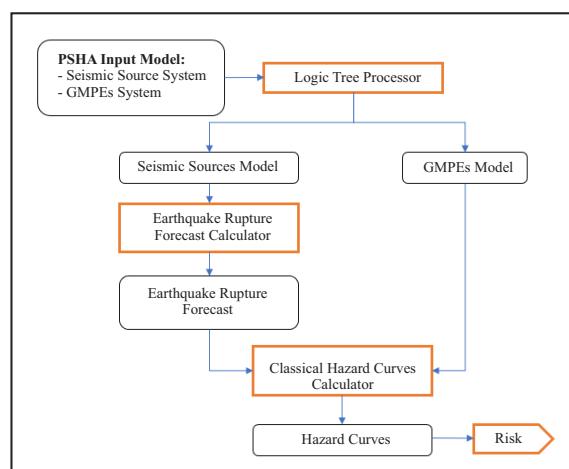 PSHA Input Model:
- Seismic Source System
- GMPEs System
Logic Tree Processor
Seismic Sources Model
GMPEs Model
Earthquake Rupture
Forecast Calculator
Earthquake Rupture
Forecast
Classical Hazard Curves
Calculator
Hazard Curves
Risk